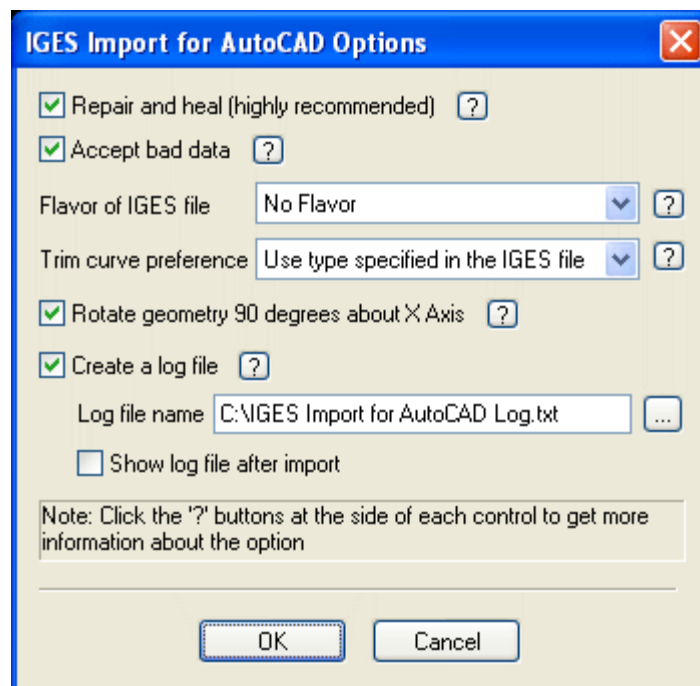 IGES Import for AutoCAD Options
Repair and heal (highly recommended) ?
Accept bad data ?
Flavor of IGES file No Flavor ?
Trim curve preference Use type specified in the IGES file ?
Rotate geometry 90 degrees about X Axis ?
Create a log file ?
Log file name C:\IGES Import for AutoCAD Log.txt ...
Show log file after import
Note: Click the '?' buttons at the side of each control to get more
information about the option
OK Cancel